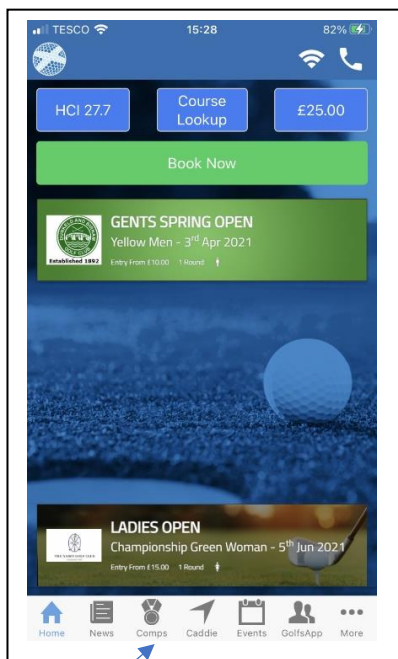 TESCO 15:28 82%
HCI 27.7
Course
Lookup
£25.00
Book Now
GENTS SPRING OPEN
Yellow Men - 3rd Apr 2021
Entry From £10.00 1 Round
Established 1892
LADIES OPEN
Championship Green Woman - 5th Jun 2021
Entry From £15.00 1 Round
Home News Comps Caddie Events GolfsApp More